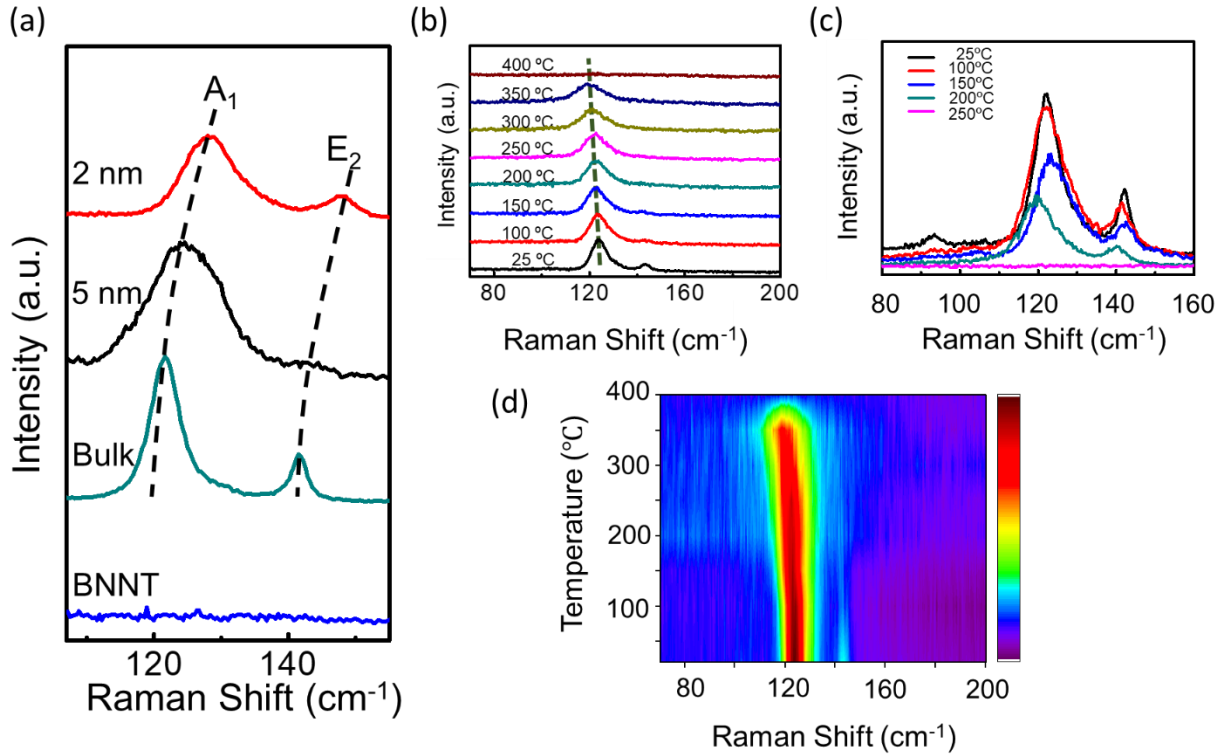 (a)
A₁
E₂
2 nm
5 nm
Bulk
BNNT
Intensity (a.u.)
120 140
Raman Shift (cm⁻¹)
(b)
400 ºC
350 ºC
300 ºC
250 ºC
200 ºC
150 ºC
100 ºC
25 ºC
Intensity (a.u.)
80 120 160 200
Raman Shift (cm⁻¹)
(c)
25ºC
100ºC
150ºC
200ºC
250ºC
Intensity (a.u.)
80 100 120 140 160
Raman Shift (cm⁻¹)
(d)
400
300
200
100
Temperature (℃)
80 120 160 200
Raman Shift (cm⁻¹)